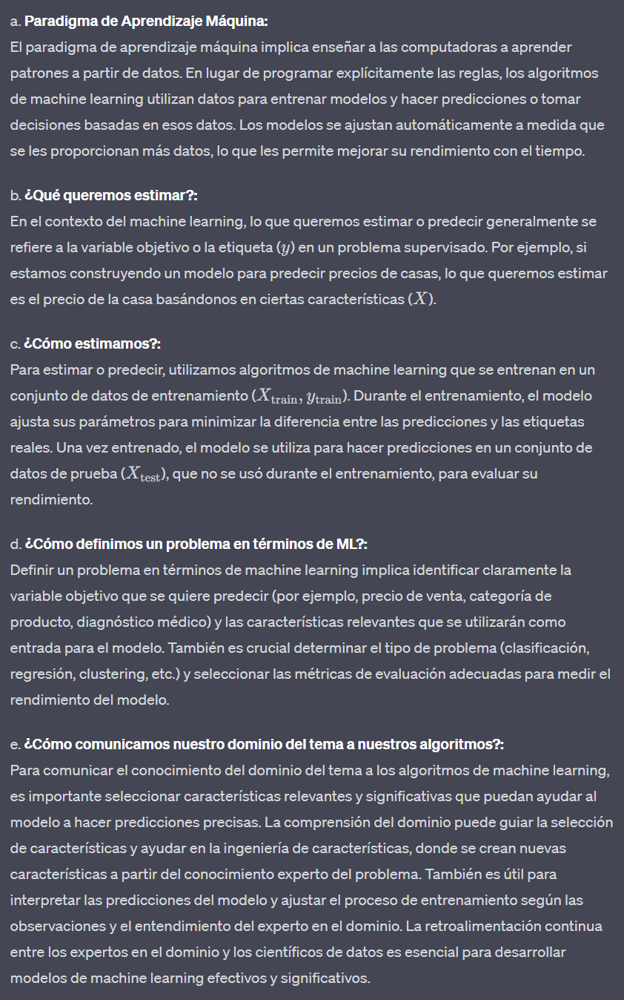 a. Paradigma de Aprendizaje Máquina:
El paradigma de aprendizaje máquina implica enseñar a las computadoras a aprender
patrones a partir de datos. En lugar de programar explícitamente las reglas, los algoritmos
de machine learning utilizan datos para entrenar modelos y hacer predicciones o tomar
decisiones basadas en esos datos. Los modelos se ajustan automáticamente a medida que
se les proporcionan más datos, lo que les permite mejorar su rendimiento con el tiempo.
b. ¿Qué queremos estimar?:
En el contexto del machine learning, lo que queremos estimar o predecir generalmente se
refiere a la variable objetivo o la etiqueta (y) en un problema supervisado. Por ejemplo, si
estamos construyendo un modelo para predecir precios de casas, lo que queremos estimar
es el precio de la casa basándonos en ciertas características (X).
c. ¿Cómo estimamos?:
Para estimar o predecir, utilizamos algoritmos de machine learning que se entrenan en un
conjunto de datos de entrenamiento (X_train, y_train). Durante el entrenamiento, el modelo
ajusta sus parámetros para minimizar la diferencia entre las predicciones y las etiquetas
reales. Una vez entrenado, el modelo se utiliza para hacer predicciones en un conjunto de
datos de prueba (X_test), que no se usó durante el entrenamiento, para evaluar su
rendimiento.
d. ¿Cómo definimos un problema en términos de ML?:
Definir un problema en términos de machine learning implica identificar claramente la
variable objetivo que se quiere predecir (por ejemplo, precio de venta, categoría de
producto, diagnóstico médico) y las características relevantes que se utilizarán como
entrada para el modelo. También es crucial determinar el tipo de problema (clasificación,
regresión, clustering, etc.) y seleccionar las métricas de evaluación adecuadas para medir el
rendimiento del modelo.
e. ¿Cómo comunicamos nuestro dominio del tema a nuestros algoritmos?:
Para comunicar el conocimiento del dominio del tema a los algoritmos de machine learning,
es importante seleccionar características relevantes y significativas que puedan ayudar al
modelo a hacer predicciones precisas. La comprensión del dominio puede guiar la selección
de características y ayudar en la ingeniería de características, donde se crean nuevas
características a partir del conocimiento experto del problema. También es útil para
interpretar las predicciones del modelo y ajustar el proceso de entrenamiento según las
observaciones y el entendimiento del experto en el dominio. La retroalimentación continua
entre los expertos en el dominio y los científicos de datos es esencial para desarrollar
modelos de machine learning efectivos y significativos.